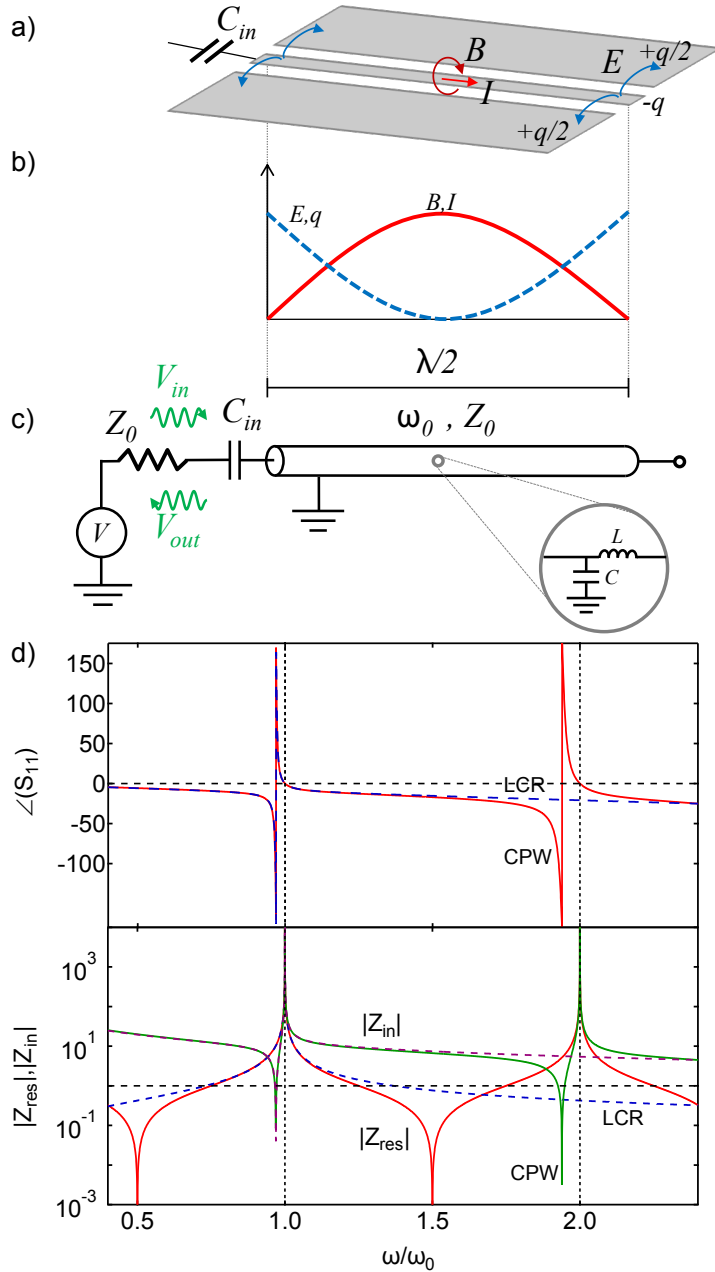 a)
C_in
B
I
E
+q/2
-q
+q/2
b)
E,q
B,I
λ/2
c)
V_in
Z_0
C_in
ω_0 , Z_0
V
V_out
L
C
d)
∠(S_11)
150
100
50
0
-50
-100
LCR
CPW
|Z_res|,|Z_in|
10^3
10^1
10^-1
10^-3
|Z_in|
|Z_res|
LCR
CPW
0.5
1.0
1.5
2.0
ω/ω_0